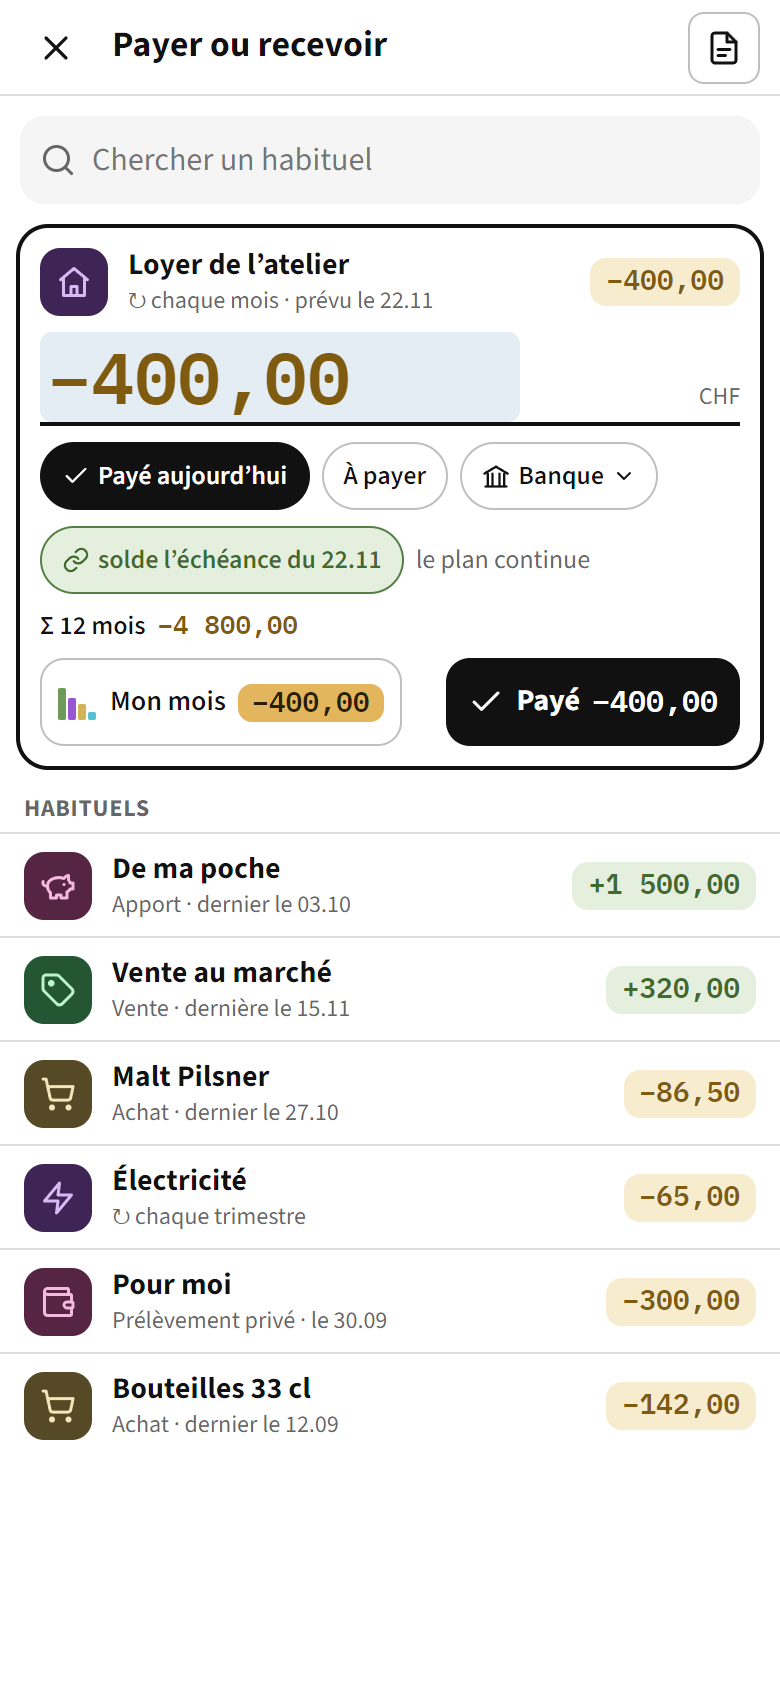 Payer ou recevoir
Chercher un habituel
Loyer de l’atelier
↻ chaque mois · prévu le 22.11
−400,00
−400,00
CHF
Payé aujourd’hui
À payer
Banque
solde l’échéance du 22.11
le plan continue
Σ 12 mois −4 800,00
Mon mois −400,00
Payé −400,00
HABITUELS
De ma poche
Apport · dernier le 03.10
+1 500,00
Vente au marché
Vente · dernière le 15.11
+320,00
Malt Pilsner
Achat · dernier le 27.10
−86,50
Électricité
↻ chaque trimestre
−65,00
Pour moi
Prélèvement privé · le 30.09
−300,00
Bouteilles 33 cl
Achat · dernier le 12.09
−142,00